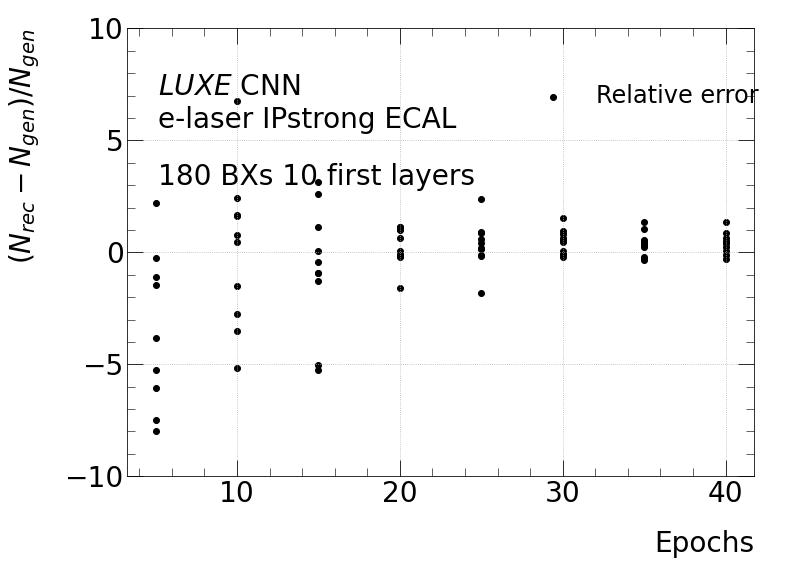 (N_rec − N_gen)/N_gen
10
5
0
−5
−10
LUXE CNN
e-laser IPstrong ECAL
180 BXs 10 first layers
Relative error
10 20 30 40
Epochs